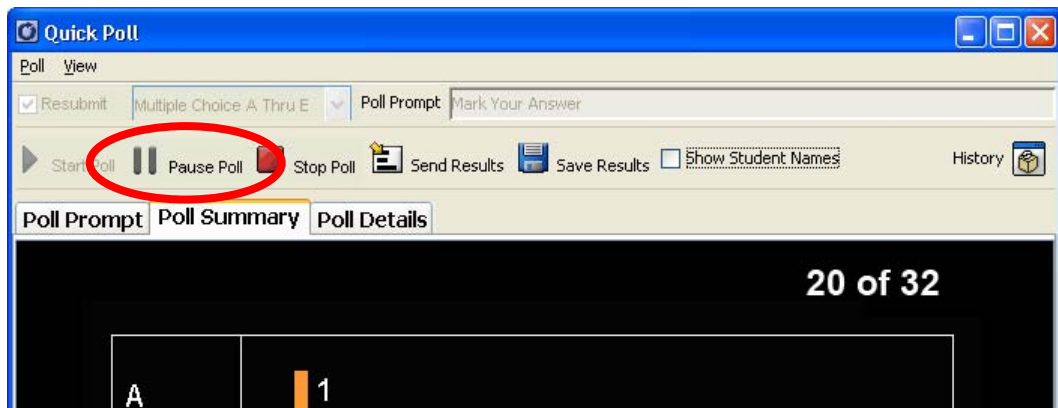 Quick Poll
Poll View
Resubmit Multiple Choice A Thru E Poll Prompt Mark Your Answer
Start Poll Pause Poll Stop Poll Send Results Save Results Show Student Names History
Poll Prompt Poll Summary Poll Details
20 of 32
A 1